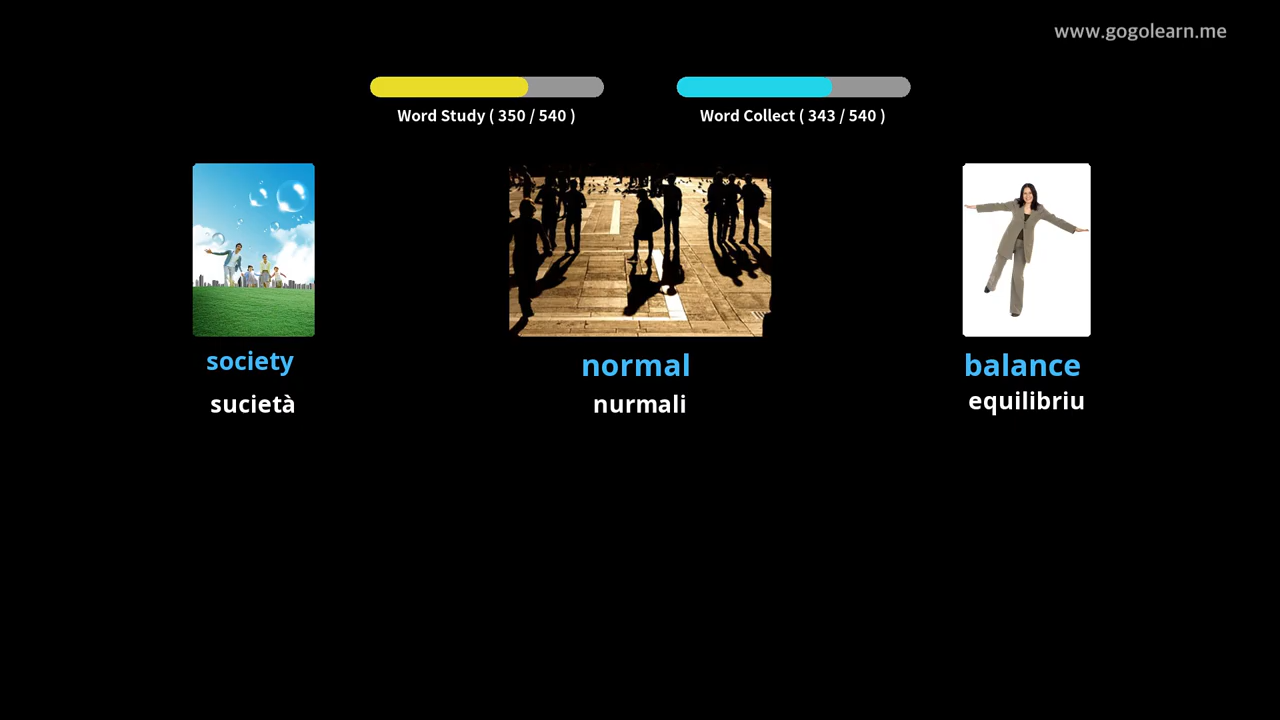 www.gogolearn.me
Word Study ( 350 / 540 )
Word Collect ( 343 / 540 )
society
sucietà
normal
nurmali
balance
equilibriu